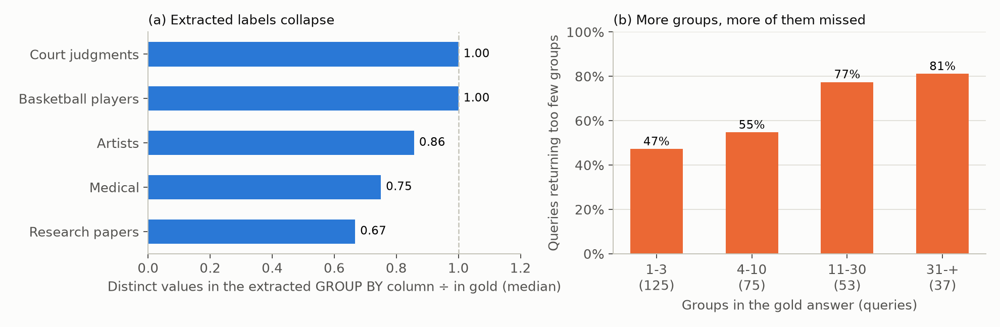 (a) Extracted labels collapse
Court judgments
1.00
Basketball players
1.00
Artists
0.86
Medical
0.75
Research papers
0.67
0.0 0.2 0.4 0.6 0.8 1.0 1.2
Distinct values in the extracted GROUP BY column ÷ in gold (median)
(b) More groups, more of them missed
Queries returning too few groups
100%
80%
60%
40%
20%
0%
47%
55%
77%
81%
1-3 4-10 11-30 31-+
(125) (75) (53) (37)
Groups in the gold answer (queries)